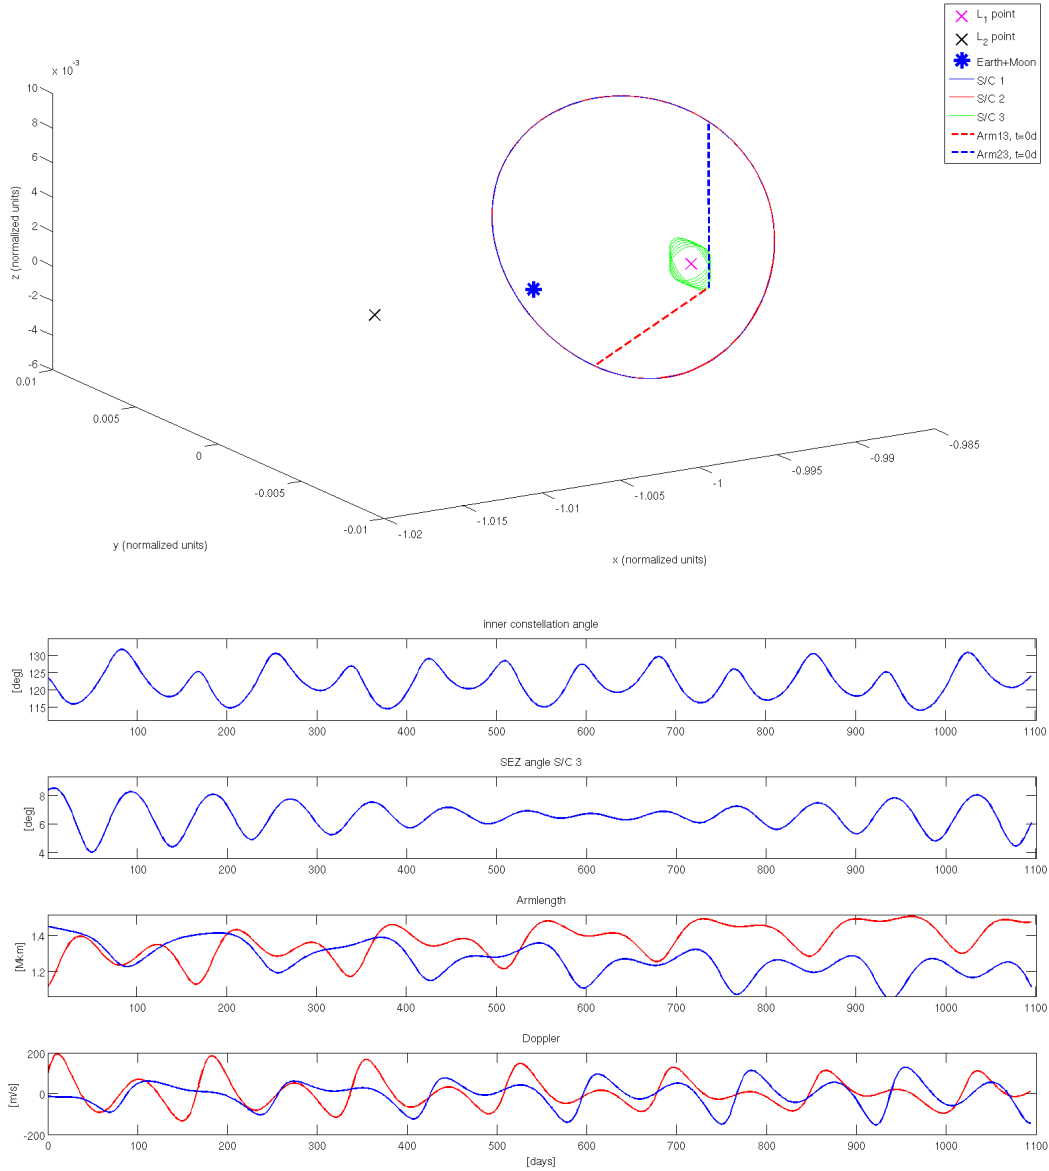 L1 point
L2 point
Earth+Moon
S/C 1
S/C 2
S/C 3
Arm13, t=0d
Arm23, t=0d
x 10^-3
10
8
6
4
2
0
-2
-4
-6
z (normalized units)
0.01
0.005
0
-0.005
-0.01
y (normalized units)
-1.02
-1.015
-1.01
-1.005
-1
-0.995
-0.99
-0.985
x (normalized units)
inner constellation angle
130
125
120
115
[deg]
0 100 200 300 400 500 600 700 800 900 1000 1100
SEZ angle S/C 3
8
6
4
[deg]
0 100 200 300 400 500 600 700 800 900 1000 1100
Armlength
1.4
1.2
[Mkm]
0 100 200 300 400 500 600 700 800 900 1000 1100
Doppler
200
0
-200
[m/s]
0 100 200 300 400 500 600 700 800 900 1000 1100
[days]